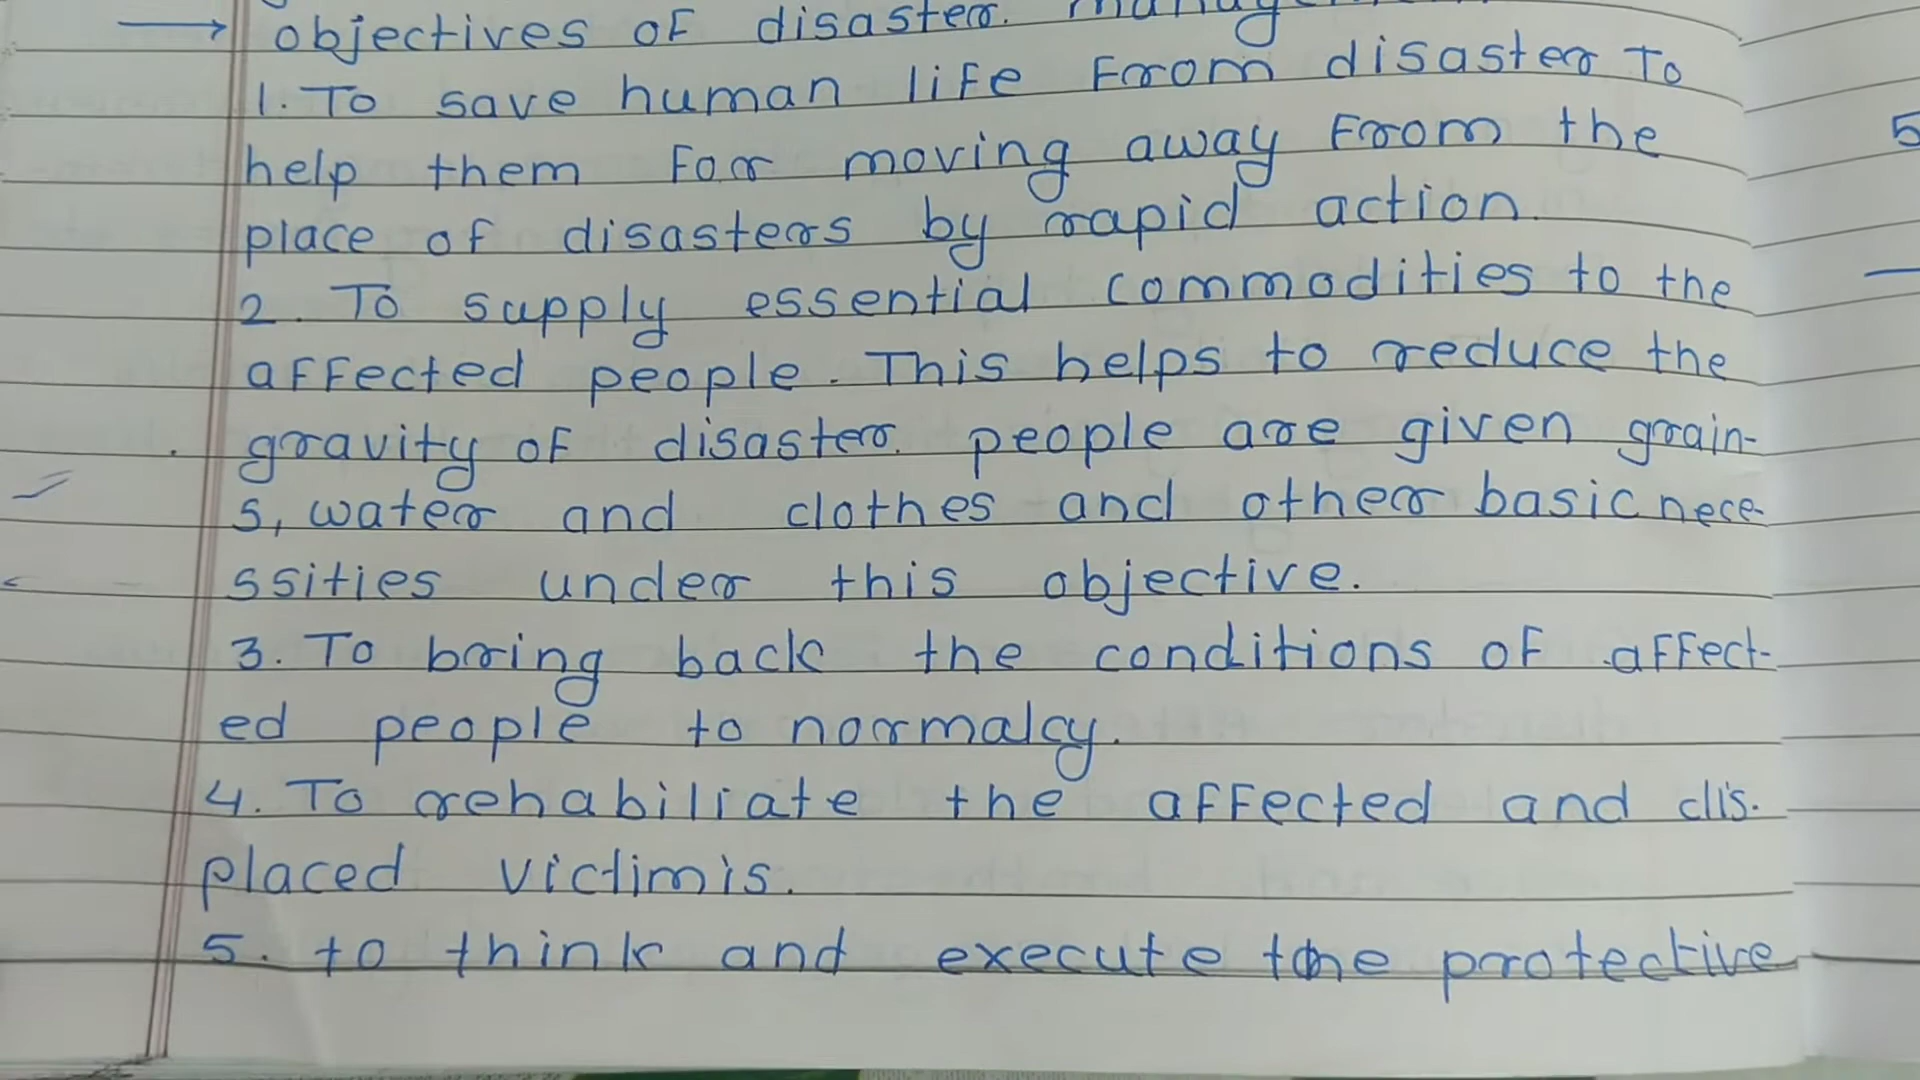 → objectives of disaster.
1. To save human life From disaster To
help them For moving away From the
place of disasters by rapid action.
2. To supply essential commodities to the
aFFected people. This helps to reduce the
gravity of disaster. people are given grain-
s, water and clothes and other basic nece-
ssities under this objective.
3. To bring back the conditions of aFFect-
ed people to normalcy.
4. To rehabiliate the aFFected and dis-
placed victimis.
5. to think and execute the protective
5